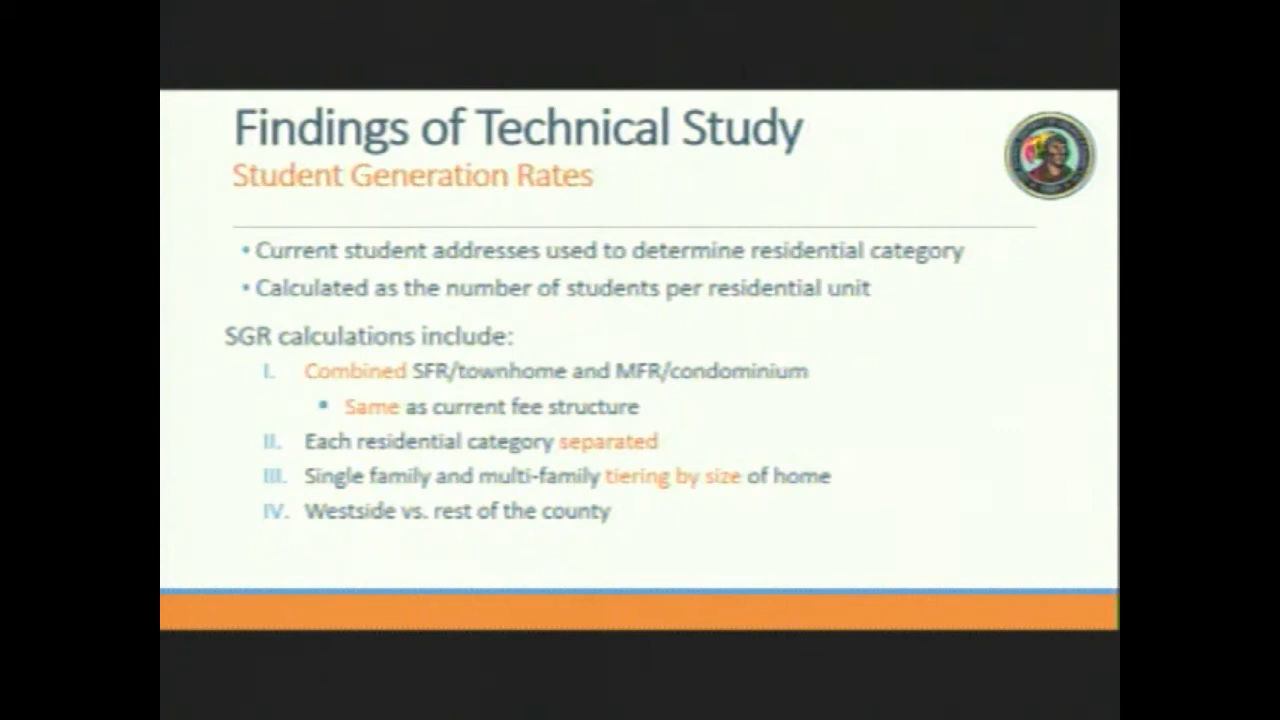 Findings of Technical Study
Student Generation Rates
• Current student addresses used to determine residential category
• Calculated as the number of students per residential unit
SGR calculations include:
I. Combined SFR/townhome and MFR/condominium
▪ Same as current fee structure
II. Each residential category separated
III. Single family and multi-family tiering by size of home
IV. Westside vs. rest of the county